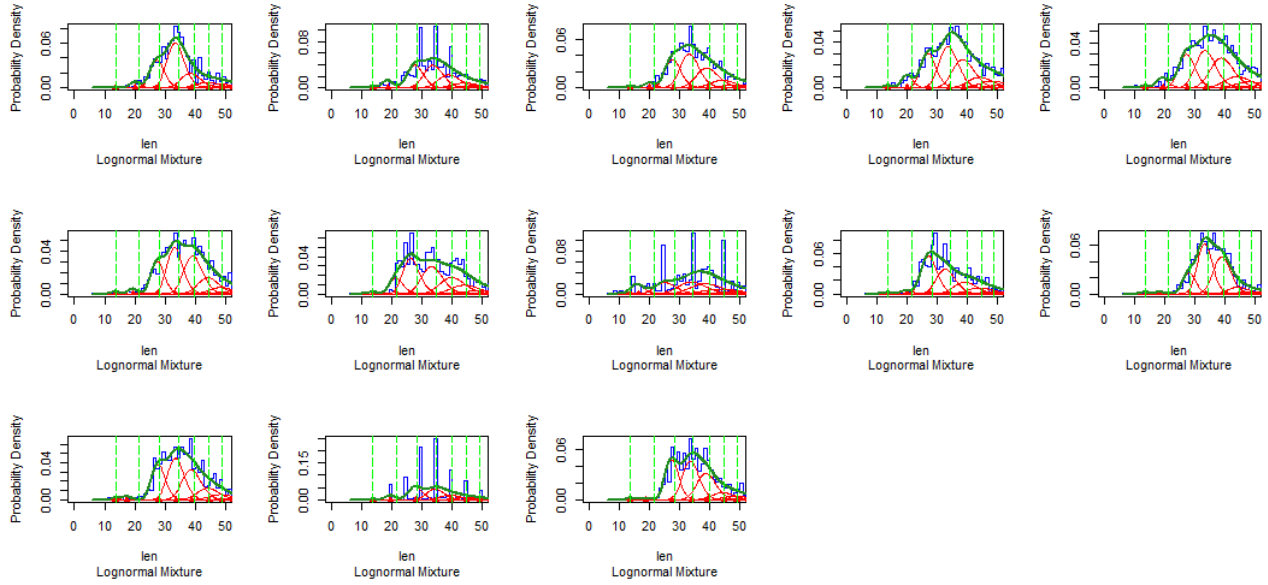 Probability Density
0.00 0.06
0 10 20 30 40 50
len
Lognormal Mixture
Probability Density
0.00 0.08
0 10 20 30 40 50
len
Lognormal Mixture
Probability Density
0.00 0.06
0 10 20 30 40 50
len
Lognormal Mixture
Probability Density
0.00 0.04
0 10 20 30 40 50
len
Lognormal Mixture
Probability Density
0.00 0.04
0 10 20 30 40 50
len
Lognormal Mixture
Probability Density
0.00 0.04
0 10 20 30 40 50
len
Lognormal Mixture
Probability Density
0.00 0.04
0 10 20 30 40 50
len
Lognormal Mixture
Probability Density
0.00 0.08
0 10 20 30 40 50
len
Lognormal Mixture
Probability Density
0.00 0.06
0 10 20 30 40 50
len
Lognormal Mixture
Probability Density
0.00 0.06
0 10 20 30 40 50
len
Lognormal Mixture
Probability Density
0.00 0.04
0 10 20 30 40 50
len
Lognormal Mixture
Probability Density
0.00 0.15
0 10 20 30 40 50
len
Lognormal Mixture
Probability Density
0.00 0.06
0 10 20 30 40 50
len
Lognormal Mixture